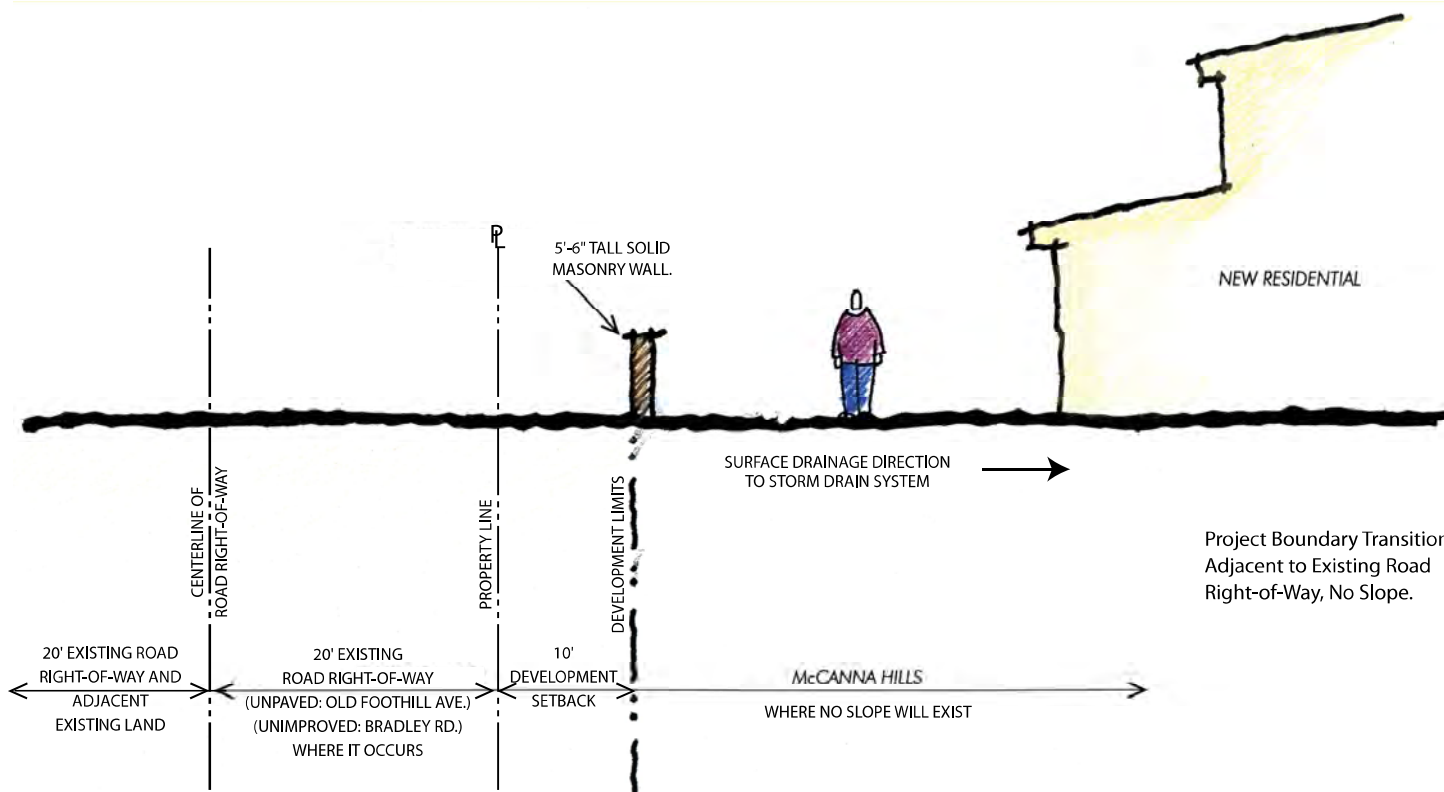 PL
5'-6" TALL SOLID
MASONRY WALL.
NEW RESIDENTIAL
SURFACE DRAINAGE DIRECTION
TO STORM DRAIN SYSTEM
CENTERLINE OF
ROAD RIGHT-OF-WAY
PROPERTY LINE
DEVELOPMENT LIMITS
Project Boundary Transition
Adjacent to Existing Road
Right-of-Way, No Slope.
20' EXISTING ROAD
RIGHT-OF-WAY AND
ADJACENT
EXISTING LAND
20' EXISTING
ROAD RIGHT-OF-WAY
(UNPAVED: OLD FOOTHILL AVE.)
(UNIMPROVED: BRADLEY RD.)
WHERE IT OCCURS
10'
DEVELOPMENT
SETBACK
McCANNA HILLS
WHERE NO SLOPE WILL EXIST